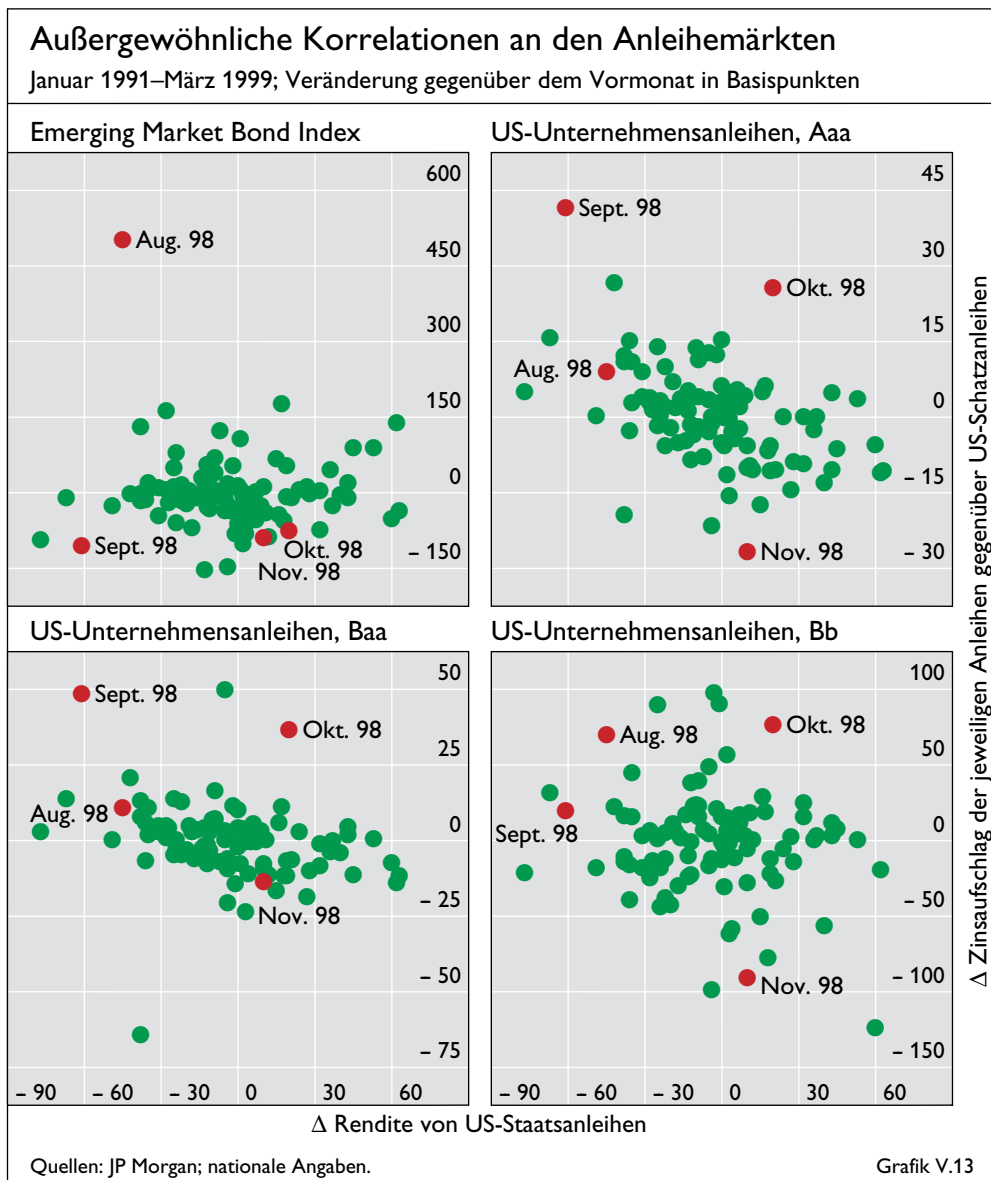 Außergewöhnliche Korrelationen an den Anleihemärkten
Januar 1991–März 1999; Veränderung gegenüber dem Vormonat in Basispunkten
Emerging Market Bond Index
600
Aug. 98
450
300
150
0
Sept. 98
Okt. 98
Nov. 98
– 150
US-Unternehmensanleihen, Aaa
45
Sept. 98
30
Okt. 98
15
Aug. 98
0
– 15
Nov. 98
– 30
US-Unternehmensanleihen, Baa
50
Sept. 98
Okt. 98
25
Aug. 98
0
Nov. 98
– 25
– 50
– 75
– 90
– 60
– 30
0
30
60
US-Unternehmensanleihen, Bb
100
Aug. 98
Okt. 98
50
Sept. 98
0
– 50
Nov. 98
– 100
– 150
– 90
– 60
– 30
0
30
60
Δ Zinsaufschlag der jeweiligen Anleihen gegenüber US-Schatzanleihen
Δ Rendite von US-Staatsanleihen
Quellen: JP Morgan; nationale Angaben.
Grafik V.13